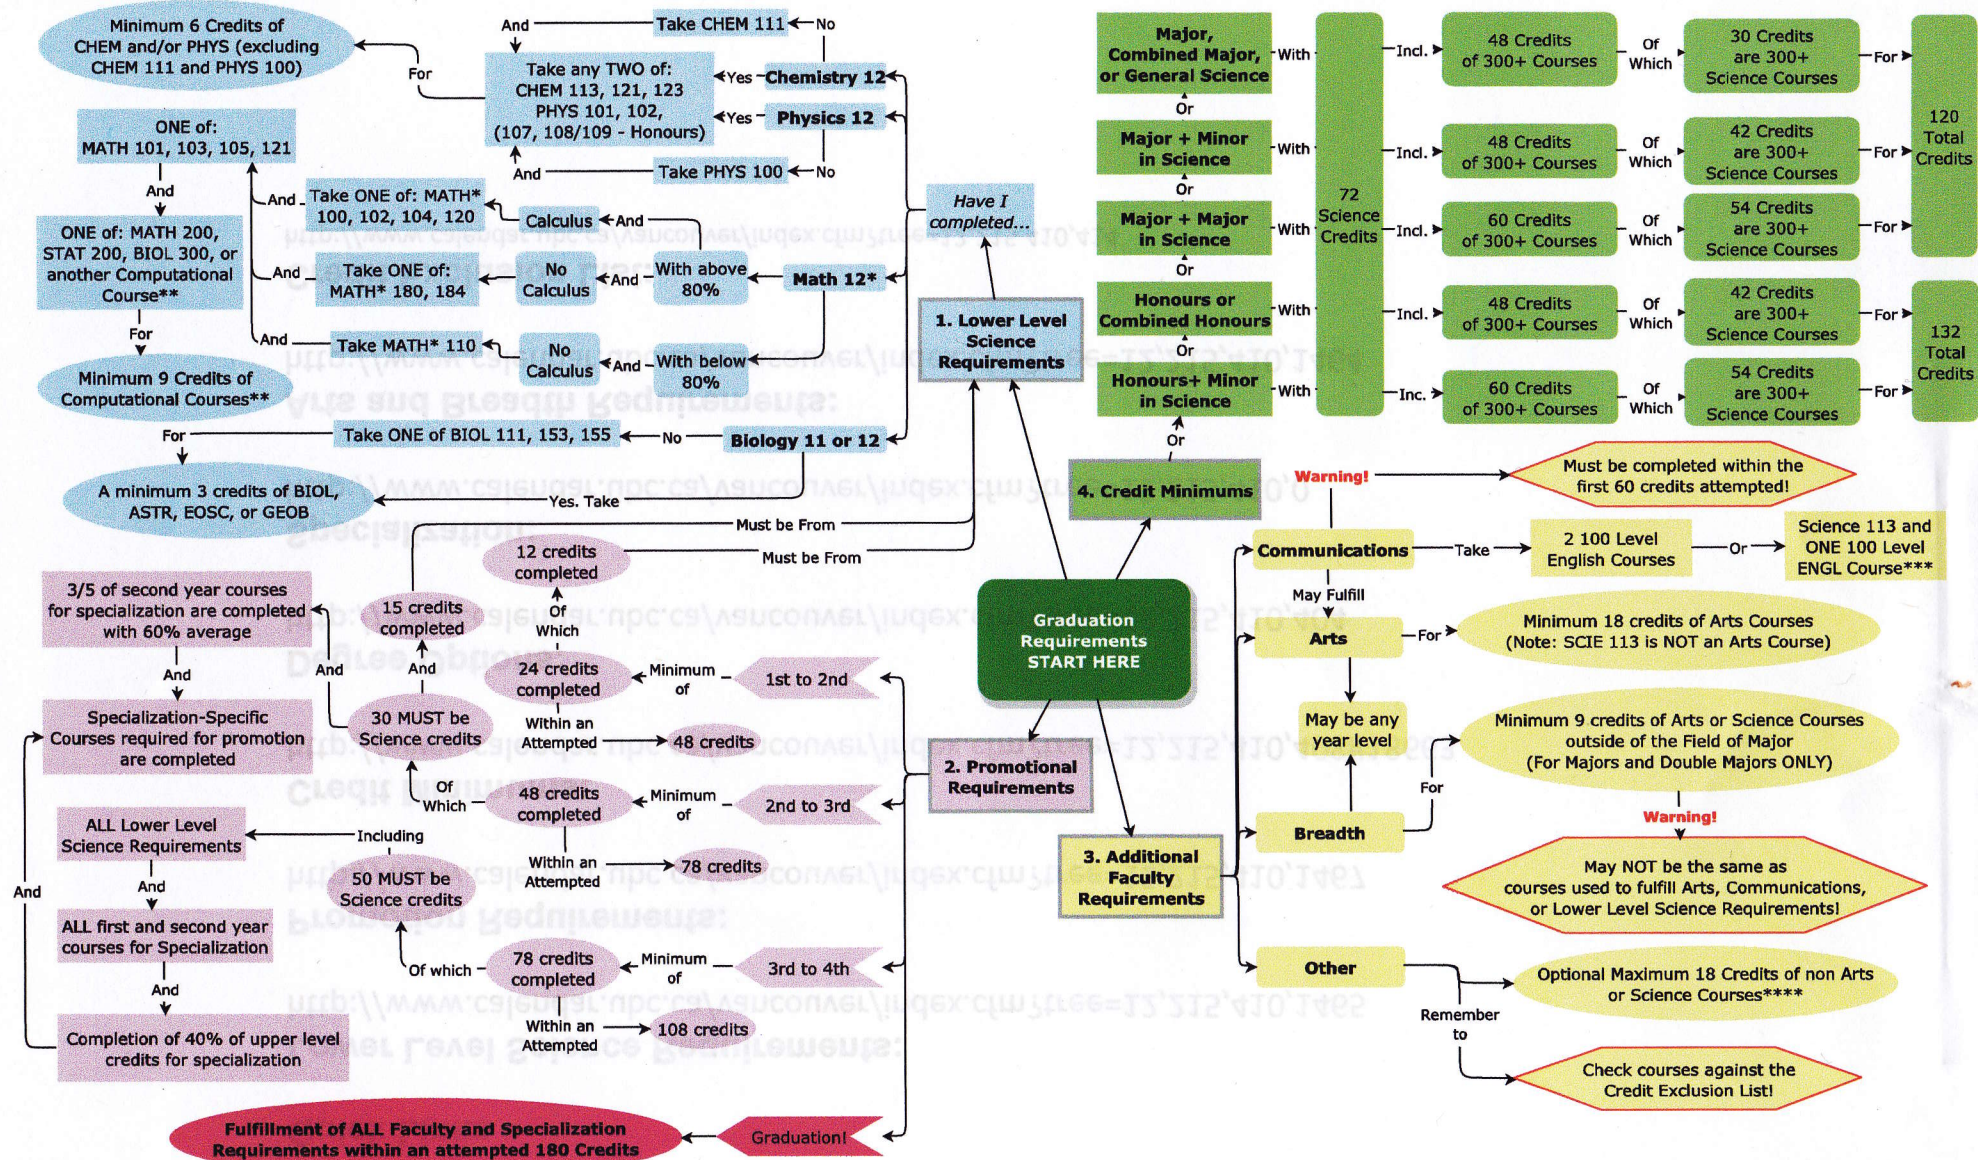 Minimum 6 Credits of
CHEM and/or PHYS (excluding
CHEM 111 and PHYS 100)
For
And
Take CHEM 111
No
Take any TWO of:
CHEM 113, 121, 123
PHYS 101, 102,
(107, 108/109 - Honours)
Yes
Chemistry 12
Yes
Physics 12
And
Take PHYS 100
No
ONE of:
MATH 101, 103, 105, 121
And
ONE of: MATH 200,
STAT 200, BIOL 300, or
another Computational
Course**
For
Minimum 9 Credits of
Computational Courses**
And
Take ONE of: MATH*
100, 102, 104, 120
Calculus
And
And
Take ONE of:
MATH* 180, 184
No
Calculus
And
With above
80%
Math 12*
And
Take MATH* 110
No
Calculus
And
With below
80%
Have I
completed...
1. Lower Level
Science
Requirements
For
Take ONE of BIOL 111, 153, 155
No
Biology 11 or 12
A minimum 3 credits of BIOL,
ASTR, EOSC, or GEOB
Yes. Take
Must be From
Must be From
12 credits
completed
15 credits
completed
Of
Which
And
3/5 of second year courses
for specialization are completed
with 60% average
And
And
24 credits
completed
Minimum
of
1st to 2nd
Within an
Attempted
48 credits
Specialization-Specific
Courses required for promotion
are completed
30 MUST be
Science credits
Of
Which
48 credits
completed
Minimum
of
2nd to 3rd
Within an
Attempted
78 credits
2. Promotional
Requirements
ALL Lower Level
Science Requirements
Including
50 MUST be
Science credits
And
And
ALL first and second year
courses for Specialization
And
Of which
78 credits
completed
Minimum
of
3rd to 4th
Within an
Attempted
108 credits
Completion of 40% of upper level
credits for specialization
Fulfillment of ALL Faculty and Specialization
Requirements within an attempted 180 Credits
Graduation!
Major,
Combined Major,
or General Science
With
72
Science
Credits
Incl.
48 Credits
of 300+ Courses
Of
Which
30 Credits
are 300+
Science Courses
For
120
Total
Credits
Or
Major + Minor
in Science
With
Incl.
48 Credits
of 300+ Courses
Of
Which
42 Credits
are 300+
Science Courses
For
Or
Major + Major
in Science
With
Incl.
60 Credits
of 300+ Courses
Of
Which
54 Credits
are 300+
Science Courses
For
Or
Honours or
Combined Honours
With
Incl.
48 Credits
of 300+ Courses
Of
Which
42 Credits
are 300+
Science Courses
For
132
Total
Credits
Or
Honours+ Minor
in Science
With
Inc.
60 Credits
of 300+ Courses
Of
Which
54 Credits
are 300+
Science Courses
For
Or
4. Credit Minimums
Graduation
Requirements
START HERE
3. Additional
Faculty
Requirements
Warning!
Must be completed within the
first 60 credits attempted!
Communications
Take
2 100 Level
English Courses
Or
Science 113 and
ONE 100 Level
ENGL Course***
May Fulfill
Arts
For
Minimum 18 credits of Arts Courses
(Note: SCIE 113 is NOT an Arts Course)
May be any
year level
Minimum 9 credits of Arts or Science Courses
outside of the Field of Major
(For Majors and Double Majors ONLY)
For
Breadth
Warning!
May NOT be the same as
courses used to fulfill Arts, Communications,
or Lower Level Science Requirements!
Other
Optional Maximum 18 Credits of non Arts
or Science Courses****
Remember
to
Check courses against the
Credit Exclusion List!